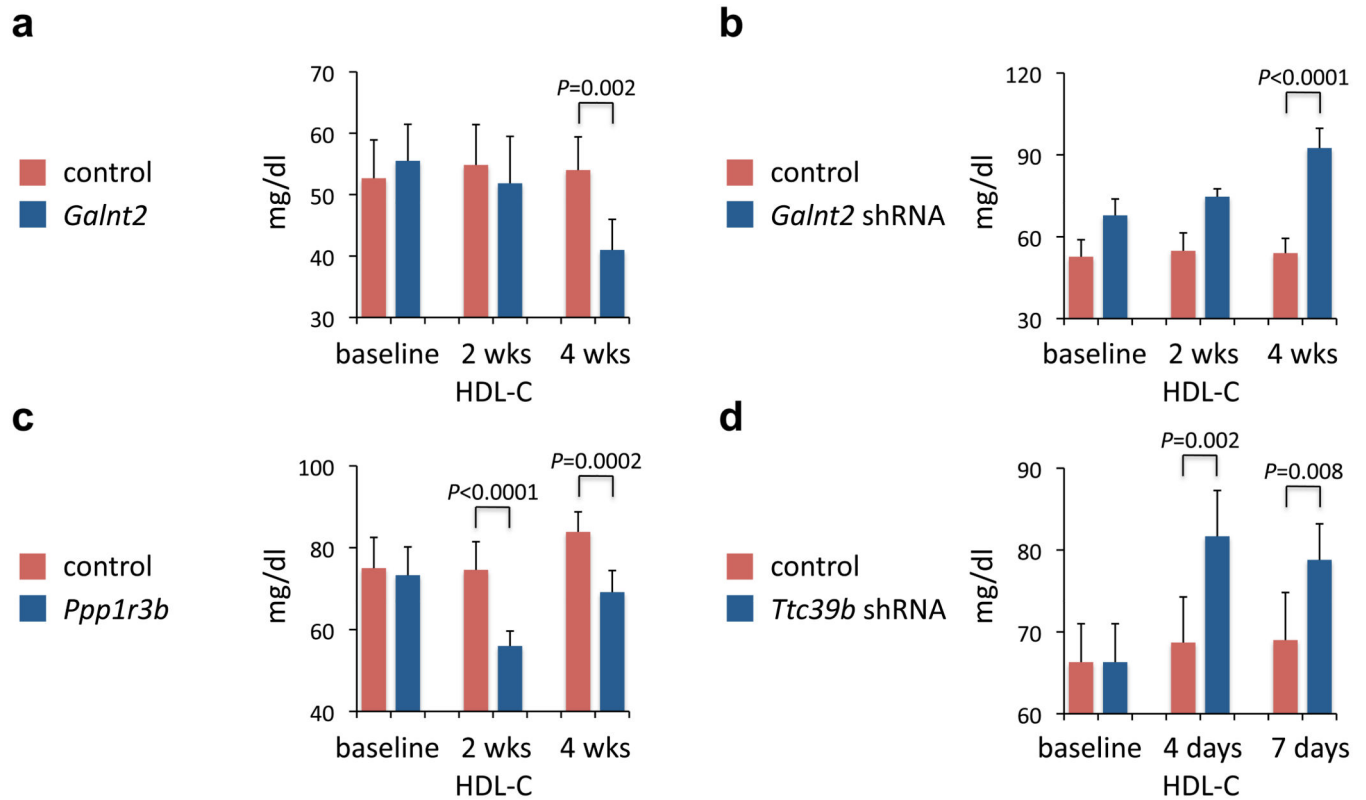 a
control
Galnt2
mg/dl
70
60
50
40
30
P=0.002
baseline 2 wks 4 wks
HDL-C
b
control
Galnt2 shRNA
mg/dl
120
90
60
30
P<0.0001
baseline 2 wks 4 wks
HDL-C
c
control
Ppp1r3b
mg/dl
100
80
60
40
P<0.0001
P=0.0002
baseline 2 wks 4 wks
HDL-C
d
control
Ttc39b shRNA
mg/dl
90
80
70
60
P=0.002
P=0.008
baseline 4 days 7 days
HDL-C